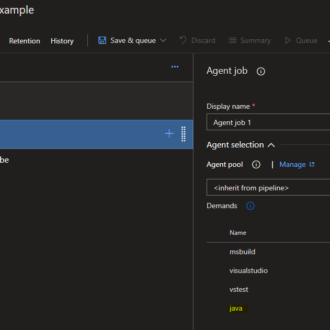 xample
Retention History Save & queue Discard Summary Queue
...
Agent job
Display name *
Agent job 1
Agent selection
be
Agent pool | Manage
<inherit from pipeline>
Demands
Name
msbuild
visualstudio
vstest
java